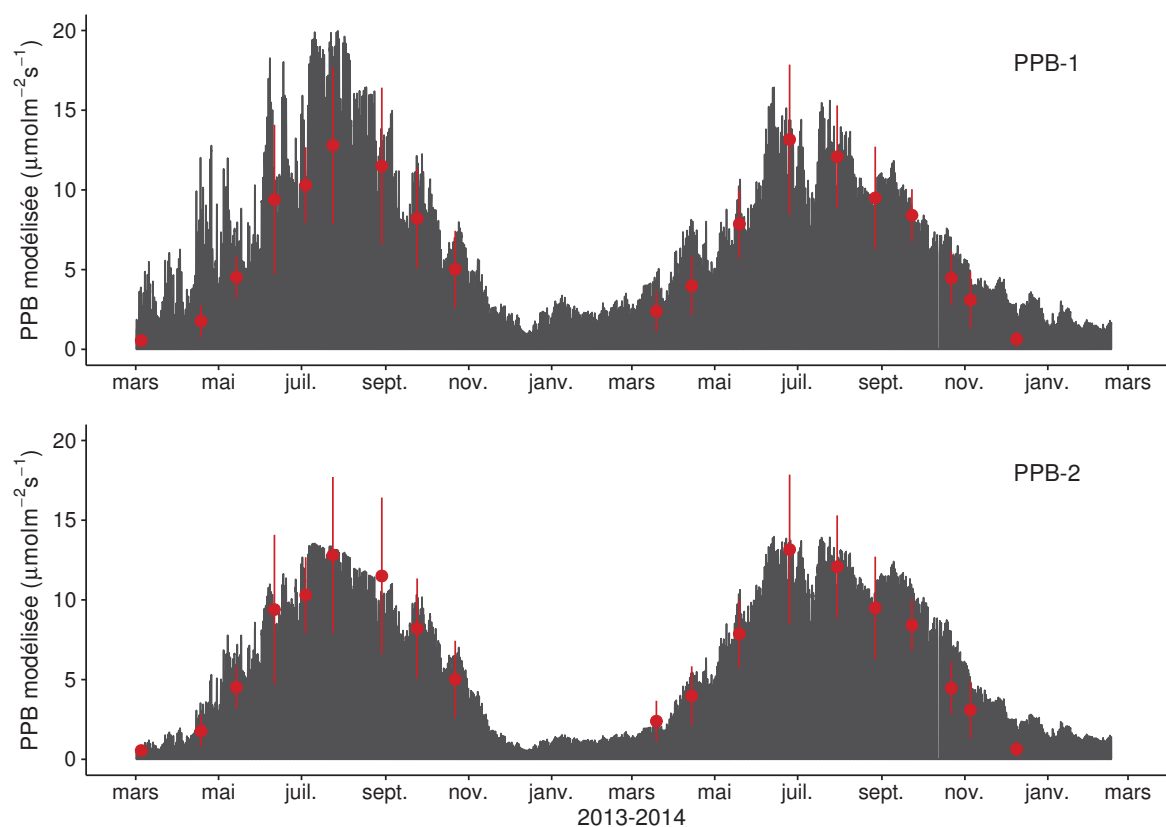 20
15
10
5
0
PPB modélisée (μmolm⁻²s⁻¹)
PPB-1
mars mai juil. sept. nov. janv. mars mai juil. sept. nov. janv. mars
20
15
10
5
0
PPB modélisée (μmolm⁻²s⁻¹)
PPB-2
mars mai juil. sept. nov. janv. mars mai juil. sept. nov. janv. mars
2013-2014